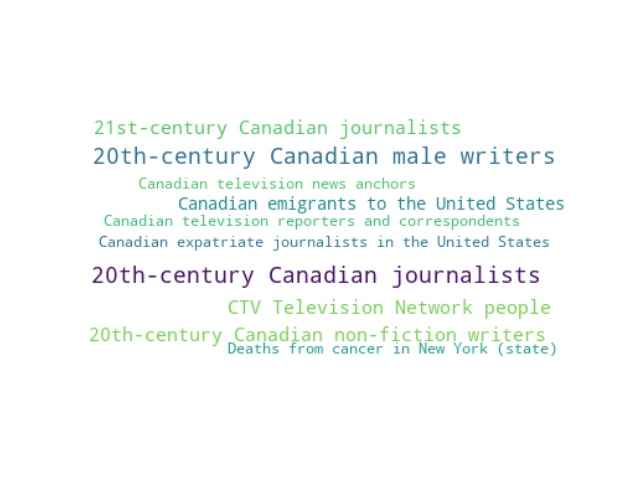 21st-century Canadian journalists
20th-century Canadian male writers
Canadian television news anchors
Canadian emigrants to the United States
Canadian television reporters and correspondents
Canadian expatriate journalists in the United States
20th-century Canadian journalists
CTV Television Network people
20th-century Canadian non-fiction writers
Deaths from cancer in New York (state)